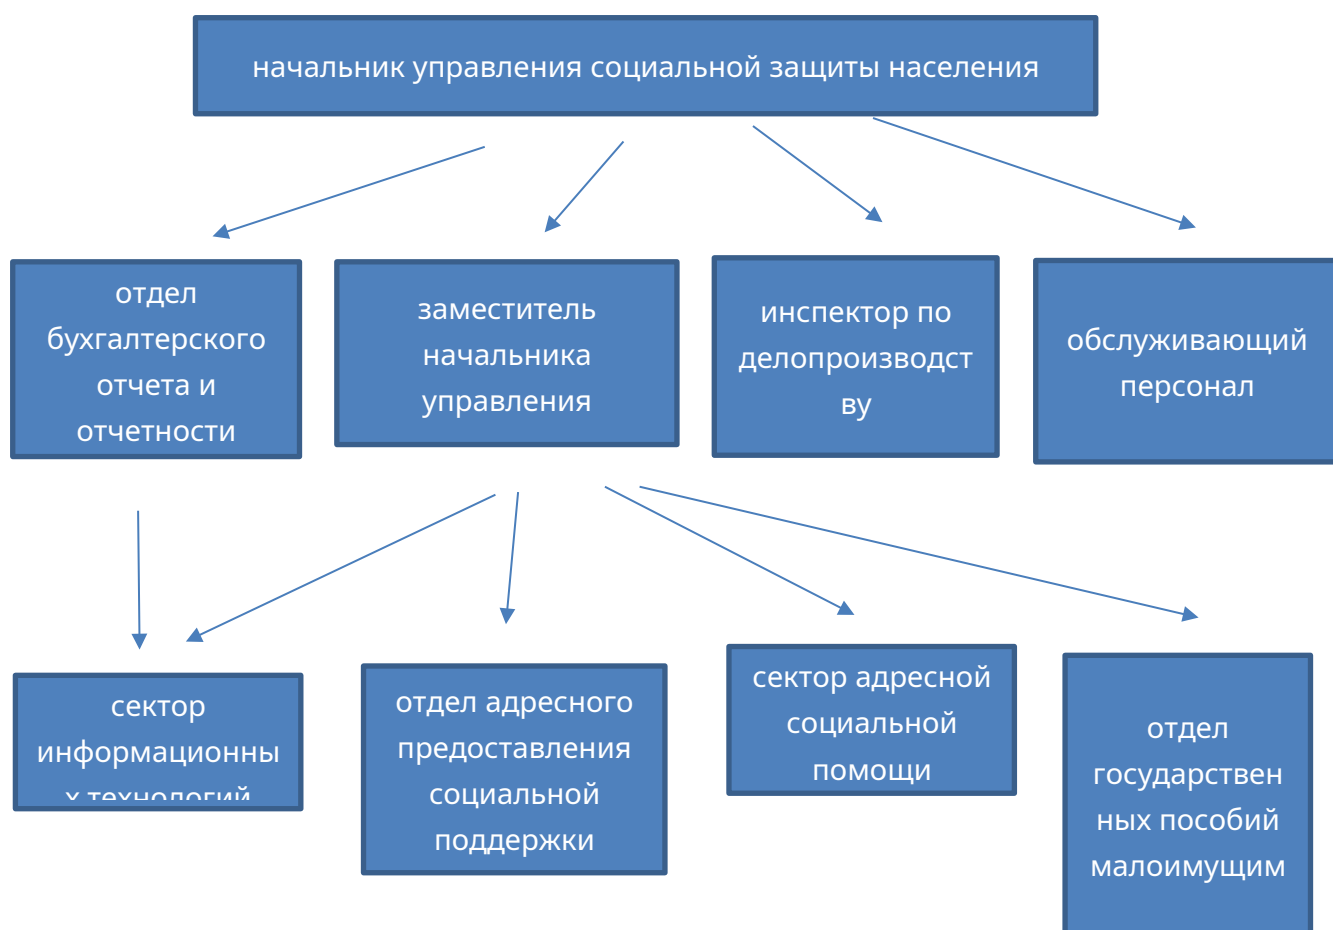 начальник управления социальной защиты населения
отдел
бухгалтерского
отчета и
отчетности
заместитель
начальника
управления
инспектор по
делопроизводст
ву
обслуживающий
персонал
сектор
информационны
х технологий
отдел адресного
предоставления
социальной
поддержки
сектор адресной
социальной
помощи
отдел
государствен
ных пособий
малоимущим